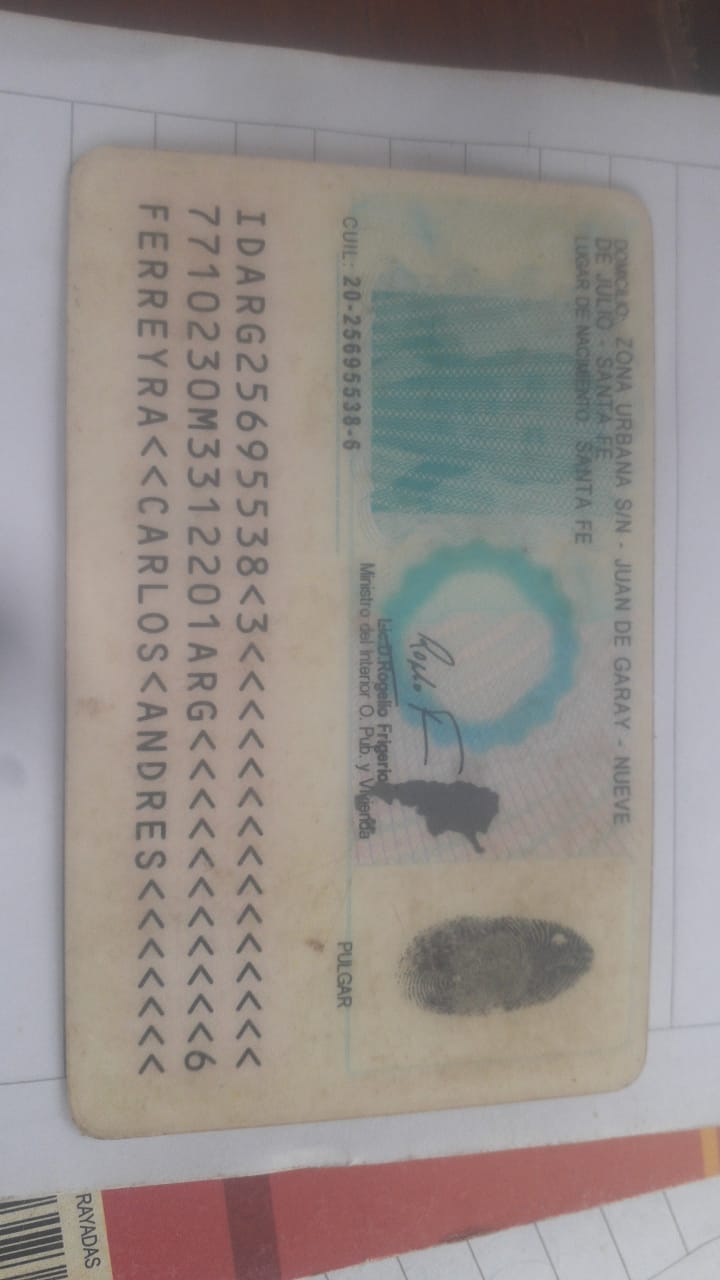 DOMICILIO: ZONA URBANA S/N - JUAN DE GARAY - NUEVE
DE JULIO - SANTA FE
LUGAR DE NACIMIENTO: SANTA FE
Lic. Rogelio Frigerio
Ministro del Interior O. Pub. y Vivienda
CUIL: 20-25695538-6
PULGAR
IDARG25695538<3<<<<<<<<<<<<<<<
7710230M3312201ARG<<<<<<<<<<<6
FERREYRA<<CARLOS<ANDRES<<<<<<<
RAYADAS